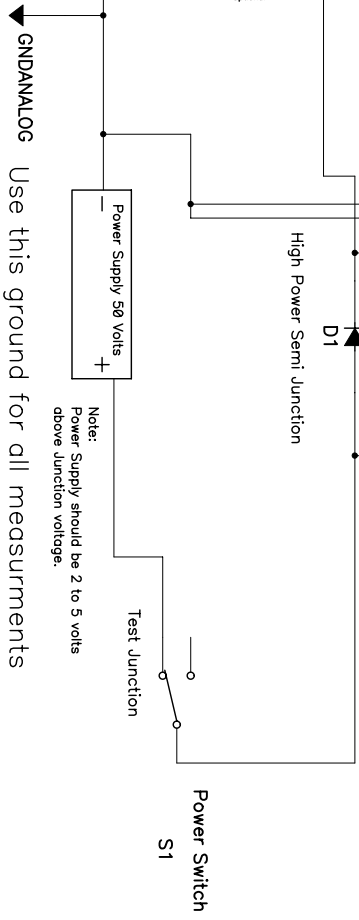 High Power Semi Junction
D1
Power Supply 50 Volts
–
+
Note:
Power Supply should be 2 to 5 volts
above Junction voltage.
Test Junction
Power Switch
S1
GNDANALOG
Use this ground for all measurments